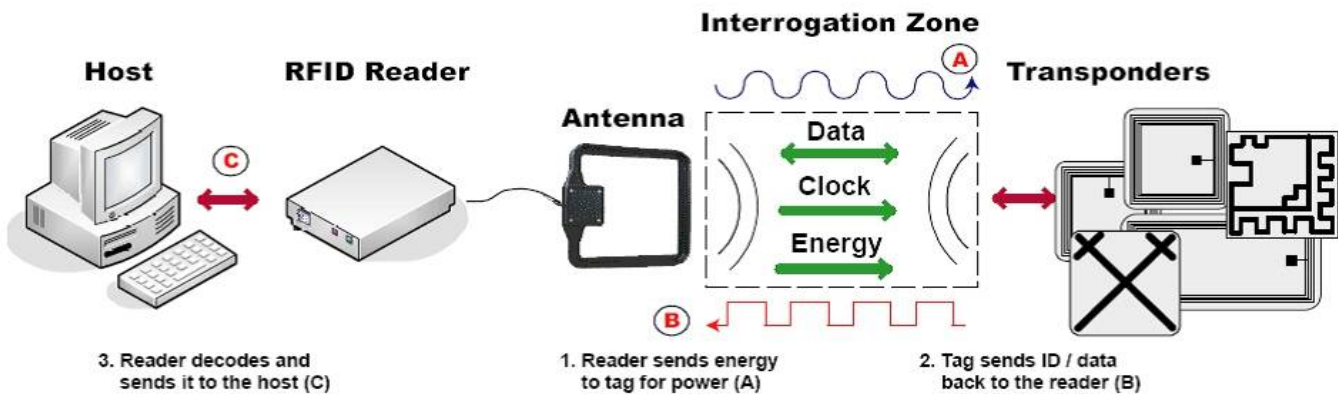 Interrogation Zone
Host
RFID Reader
A
Transponders
Antenna
Data
C
Clock
Energy
B
3. Reader decodes and
sends it to the host (C)
1. Reader sends energy
to tag for power (A)
2. Tag sends ID / data
back to the reader (B)